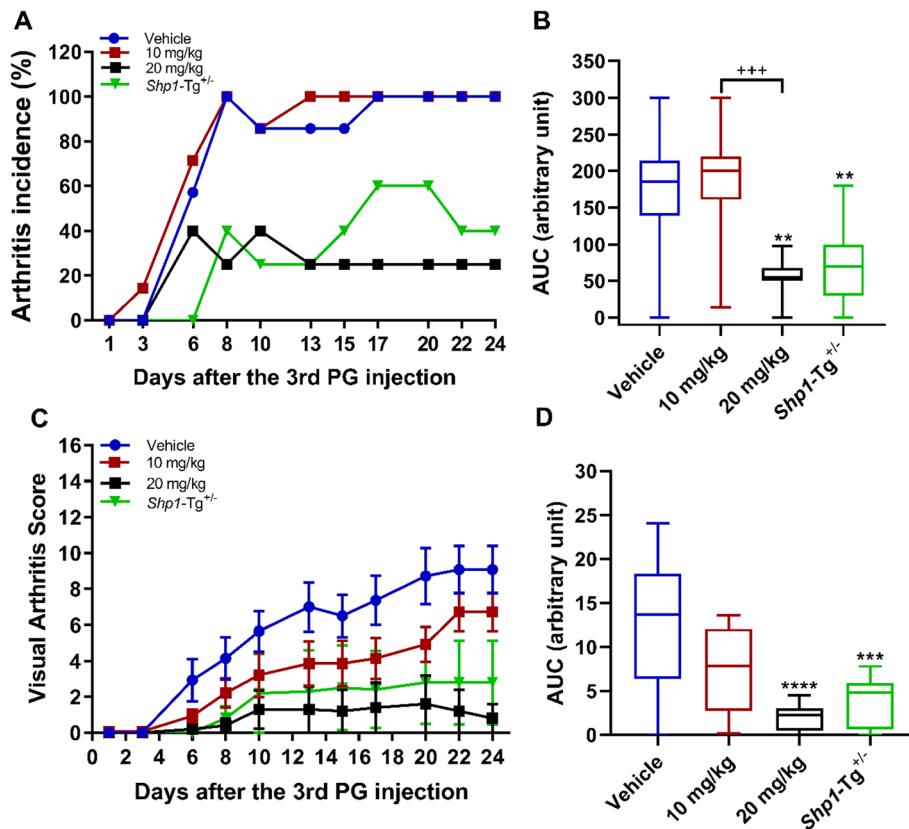 A
Vehicle
10 mg/kg
20 mg/kg
Shp1-Tg+/-
Arthritis incidence (%)
120
100
80
60
40
20
0
1 3 6 8 10 13 15 17 20 22 24
Days after the 3rd PG injection
B
AUC (arbitrary unit)
400
350
300
250
200
150
100
50
0
+++
**
**
Vehicle
10 mg/kg
20 mg/kg
Shp1-Tg+/-
C
Vehicle
10 mg/kg
20 mg/kg
Shp1-Tg+/-
Visual Arthritis Score
16
14
12
10
8
6
4
2
0
0 2 4 6 8 10 12 14 16 18 20 22 24
Days after the 3rd PG injection
D
AUC (arbitrary unit)
30
25
20
15
10
5
0
****
***
Vehicle
10 mg/kg
20 mg/kg
Shp1-Tg+/-